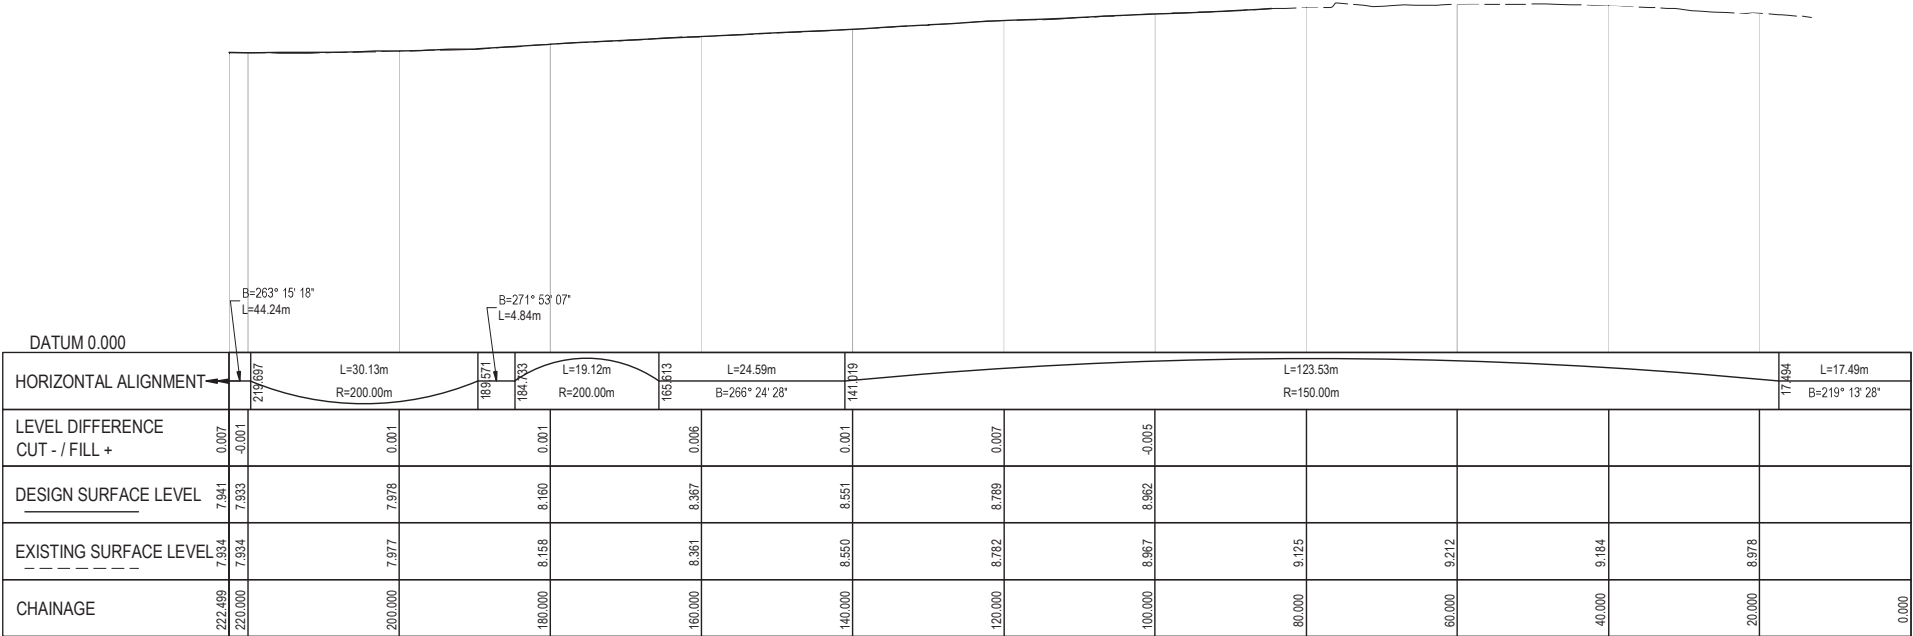 B=263° 15' 18"
L=44.24m
B=271° 53' 07"
L=4.84m
DATUM 0.000
HORIZONTAL ALIGNMENT
219.697
L=30.13m
R=200.00m
189.571
184.733
L=19.12m
R=200.00m
165.613
L=24.59m
B=266° 24' 28"
141.019
L=123.53m
R=150.00m
17.494
L=17.49m
B=219° 13' 28"
LEVEL DIFFERENCE
CUT - / FILL +
0.007
-0.001
0.001
0.001
0.006
0.001
0.007
-0.005
DESIGN SURFACE LEVEL
7.941
7.933
7.978
8.160
8.367
8.551
8.789
8.962
EXISTING SURFACE LEVEL
7.934
7.934
7.977
8.158
8.361
8.550
8.782
8.967
9.125
9.212
9.184
8.978
CHAINAGE
222.499
220.000
200.000
180.000
160.000
140.000
120.000
100.000
80.000
60.000
40.000
20.000
0.000